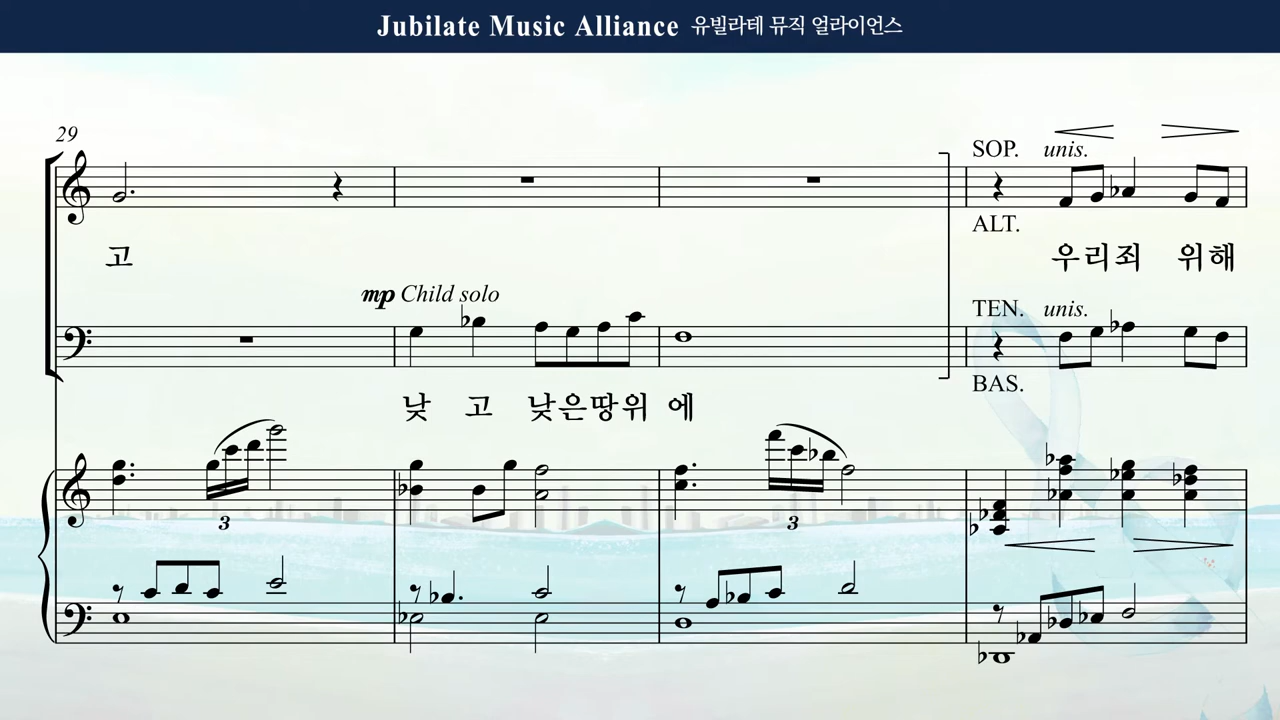 Jubilate Music Alliance 유빌라테 뮤직 얼라이언스
29
SOP. unis.
ALT.
고
우리죄 위해
mp Child solo
TEN. unis.
BAS.
낮 고 낮은땅위 에
3
3